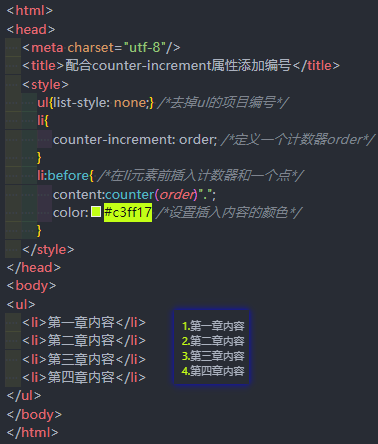 <html>
<head>
<meta charset="utf-8"/>
<title>配合counter-increment属性添加编号</title>
<style>
ul{list-style: none;} /*去掉ul的项目编号*/
li{
counter-increment: order; /*定义一个计数器order*/
}
li:before{ /*在li元素前插入计数器和一个点*/
content:counter(order)".";
color: #c3ff17 /*设置插入内容的颜色*/
}
</style>
</head>
<body>
<ul>
<li>第一章内容</li>
<li>第二章内容</li>
<li>第三章内容</li>
<li>第四章内容</li>
</ul>
</body>
</html>
1.第一章内容
2.第二章内容
3.第三章内容
4.第四章内容